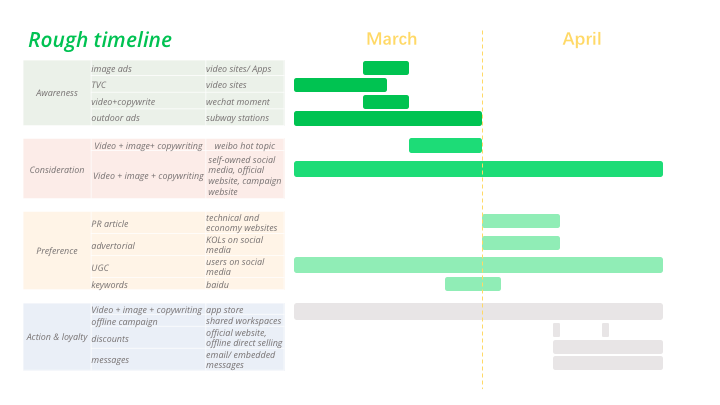 Rough timeline
March
April
Awareness
image ads
video sites/ Apps
TVC
video sites
video+copywrite
wechat moment
outdoor ads
subway stations
Consideration
Video + image+ copywriting
weibo hot topic
Video + image + copywriting
self-owned social
media, official
website, campaign
website
Preference
PR article
technical and
economy websites
advertorial
KOLs on social
media
UGC
users on social
media
keywords
baidu
Action & loyalty
Video + image + copywriting
app store
offline campaign
shared workspaces
discounts
official website,
offline direct selling
messages
email/ embedded
messages